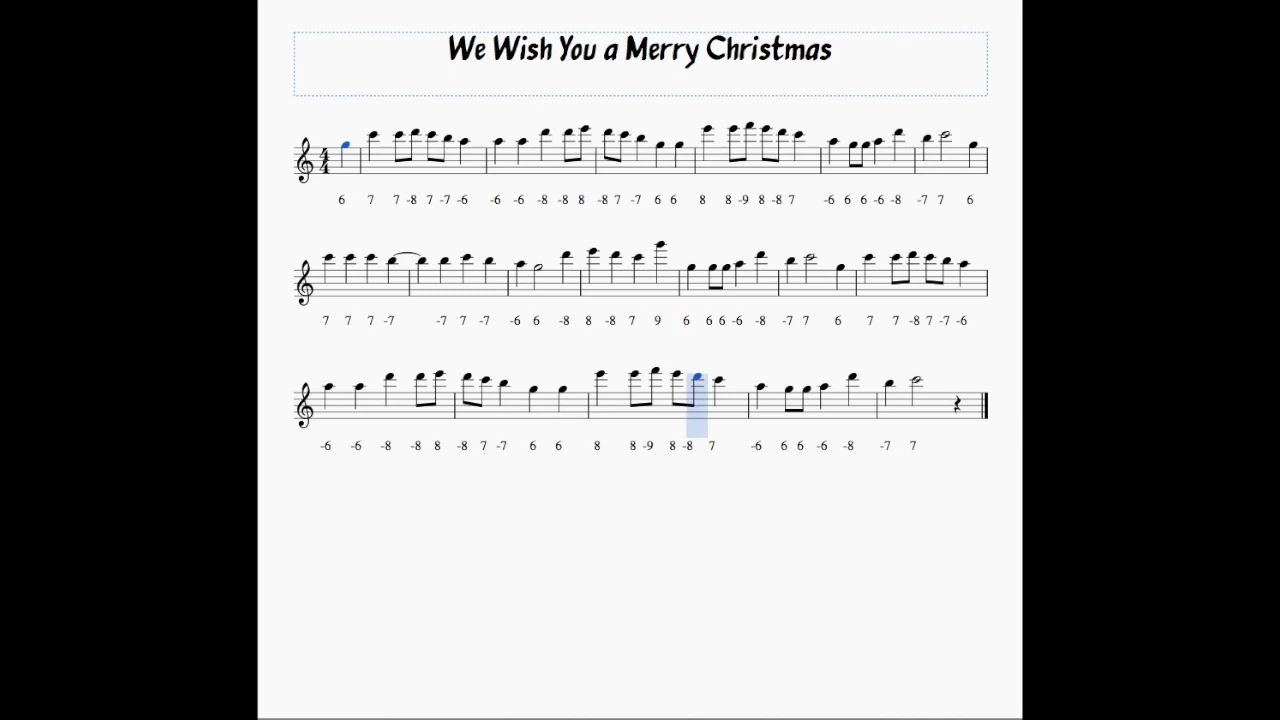 We Wish You a Merry Christmas
4
4
6 7 7 -8 7 -7 -6 -6 -6 -8 -8 8 -8 7 -7 6 6 8 8 -9 8 -8 7 -6 6 6 -6 -8 -7 7 6
7 7 7 -7 -7 7 -7 -6 6 -8 8 -8 7 9 6 6 6 -6 -8 -7 7 6 7 7 -8 7 -7 -6
-6 -6 -8 -8 8 -8 7 -7 6 6 8 8 -9 8 -8 7 -6 6 6 -6 -8 -7 7